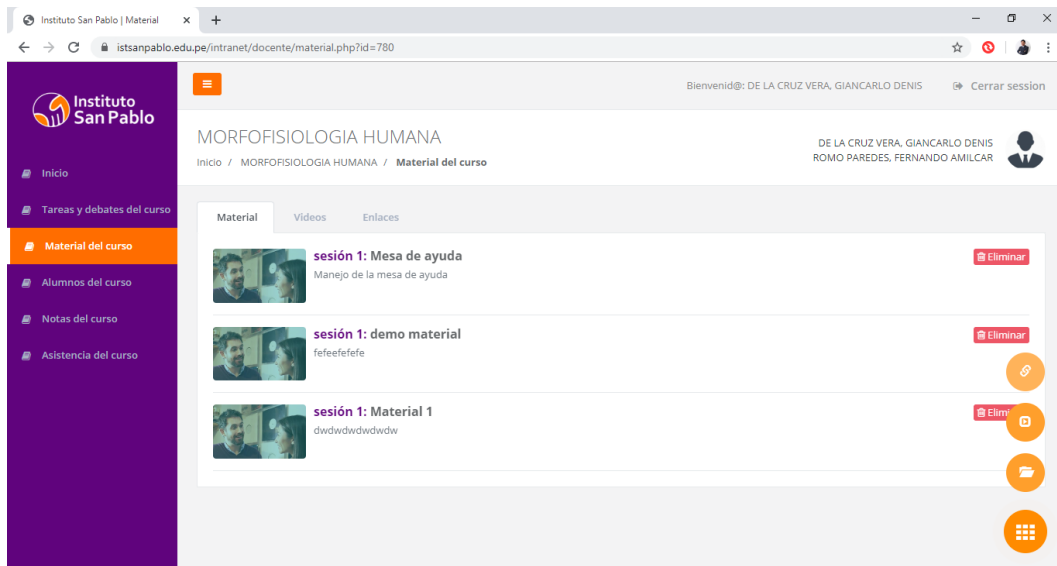 Instituto San Pablo | Material
istsanpablo.edu.pe/intranet/docente/material.php?id=780
Instituto
San Pablo
Bienvenid@: DE LA CRUZ VERA, GIANCARLO DENIS
Cerrar session
MORFOFISIOLOGIA HUMANA
Inicio / MORFOFISIOLOGIA HUMANA / Material del curso
DE LA CRUZ VERA, GIANCARLO DENIS
ROMO PAREDES, FERNANDO AMILCAR
Inicio
Tareas y debates del curso
Material del curso
Alumnos del curso
Notas del curso
Asistencia del curso
Material Videos Enlaces
sesión 1: Mesa de ayuda
Manejo de la mesa de ayuda
Eliminar
sesión 1: demo material
fefeefefefe
Eliminar
sesión 1: Material 1
dwdwdwdwdwdw
Elimi